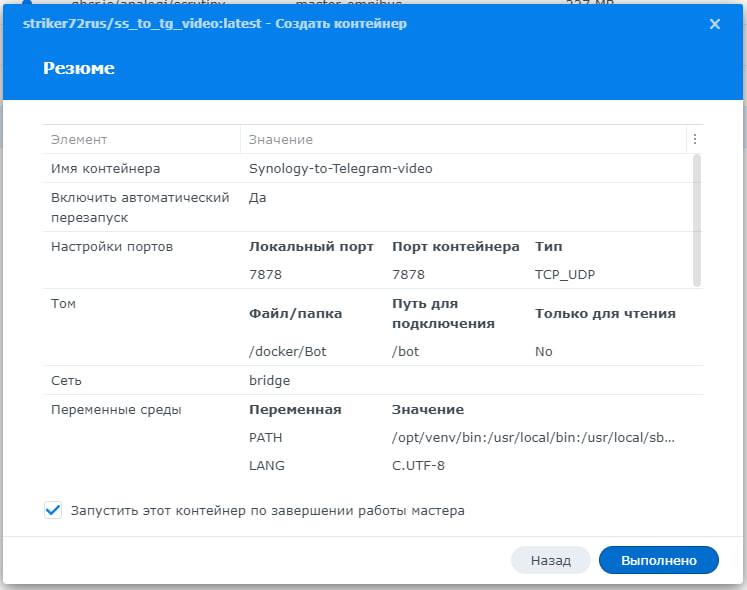 striker72rus/ss_to_tg_video:latest - Создать контейнер
Резюме
Элемент Значение
Имя контейнера Synology-to-Telegram-video
Включить автоматический Да
перезапуск
Настройки портов Локальный порт Порт контейнера Тип
7878 7878 TCP_UDP
Том Файл/папка Путь для Только для чтения
подключения
/docker/Bot /bot No
Сеть bridge
Переменные среды Переменная Значение
PATH /opt/venv/bin:/usr/local/bin:/usr/local/sb...
LANG C.UTF-8
Запустить этот контейнер по завершении работы мастера
Назад Выполнено